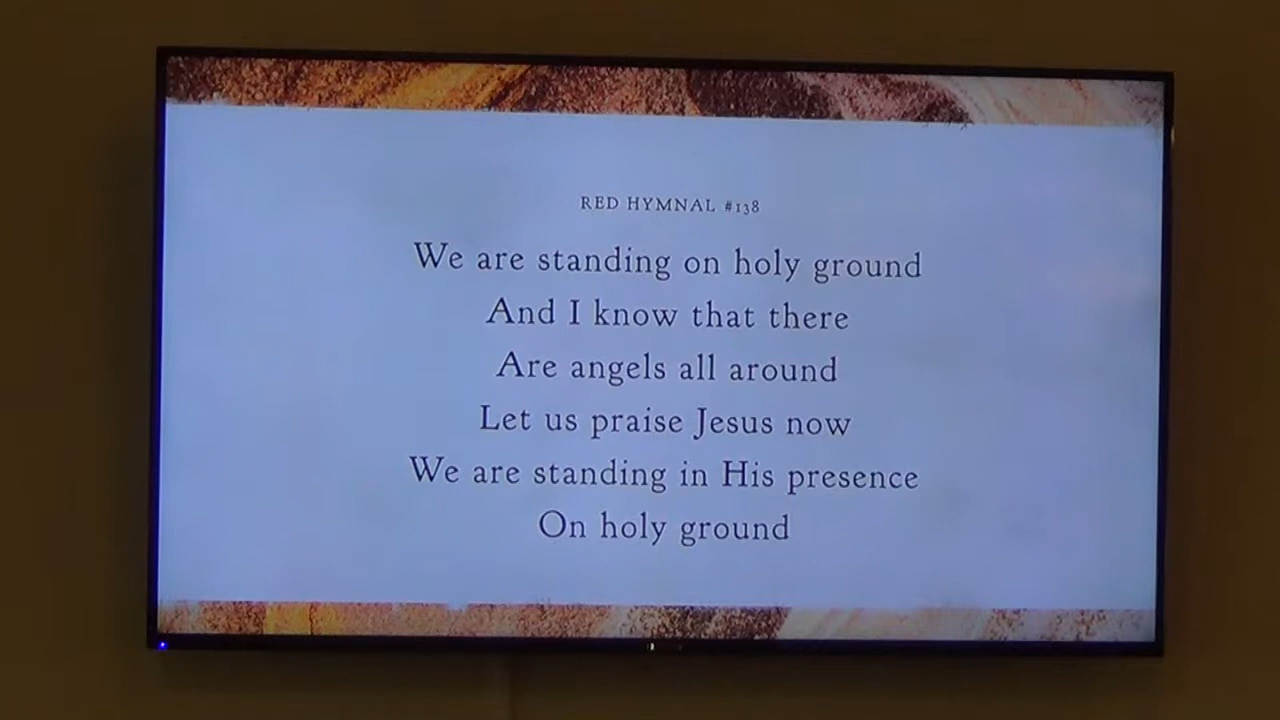 RED HYMNAL #138
We are standing on holy ground
And I know that there
Are angels all around
Let us praise Jesus now
We are standing in His presence
On holy ground